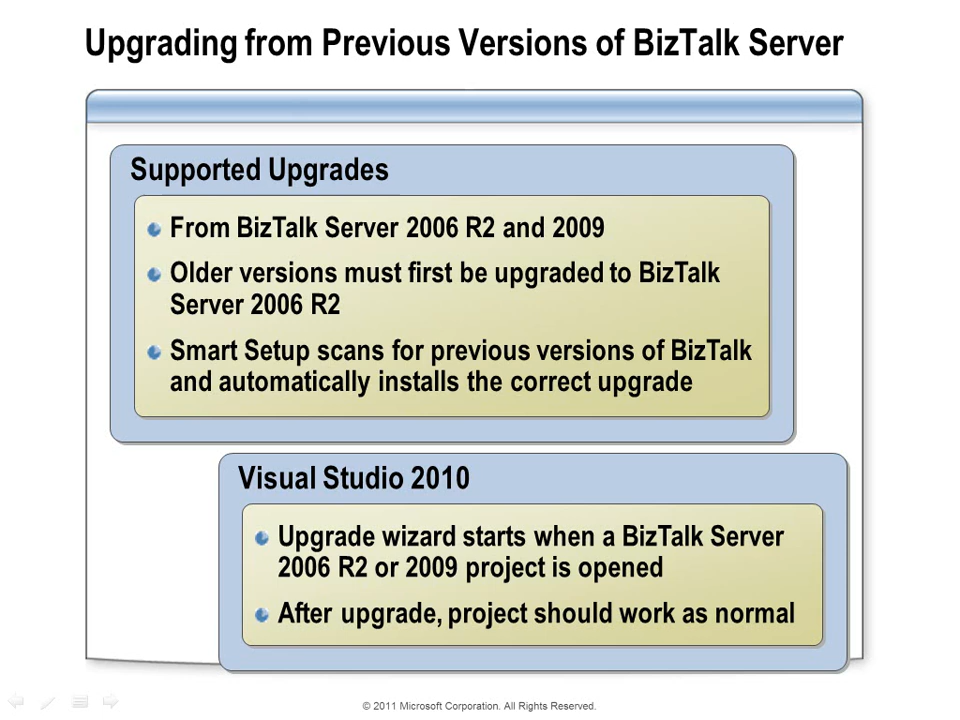 Upgrading from Previous Versions of BizTalk Server
Supported Upgrades
From BizTalk Server 2006 R2 and 2009
Older versions must first be upgraded to BizTalk
Server 2006 R2
Smart Setup scans for previous versions of BizTalk
and automatically installs the correct upgrade
Visual Studio 2010
Upgrade wizard starts when a BizTalk Server
2006 R2 or 2009 project is opened
After upgrade, project should work as normal
© 2011 Microsoft Corporation. All Rights Reserved.